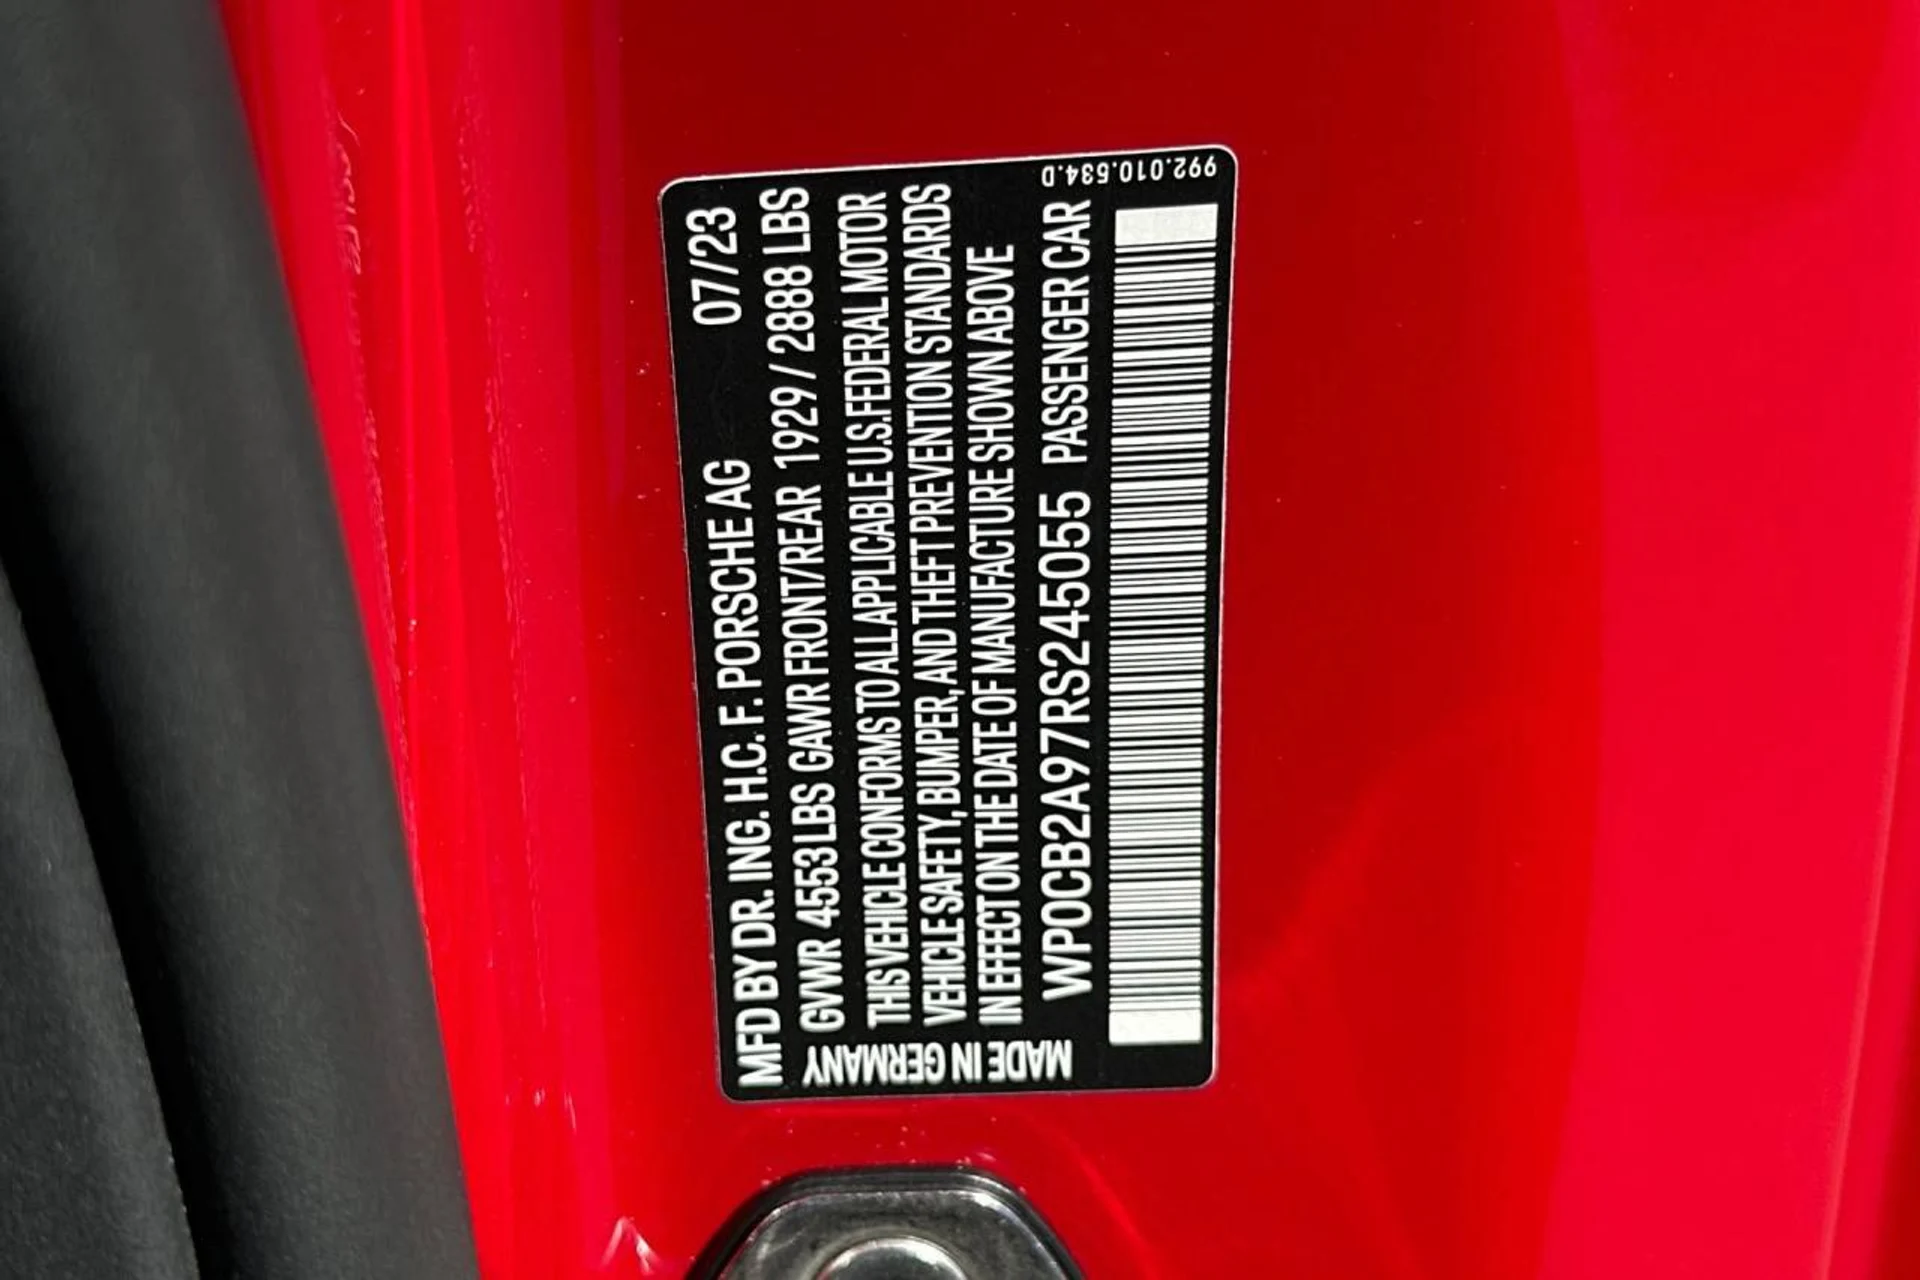 MFD BY DR. ING. H.C. F. PORSCHE AG 07/23
GVWR 4553 LBS GAWR FRONT/REAR 1929 / 2888 LBS
THIS VEHICLE CONFORMS TO ALL APPLICABLE U.S. FEDERAL MOTOR
VEHICLE SAFETY, BUMPER, AND THEFT PREVENTION STANDARDS
IN EFFECT ON THE DATE OF MANUFACTURE SHOWN ABOVE
WP0CB2A97RS245055 PASSENGER CAR
MADE IN GERMANY
992.010.534.D